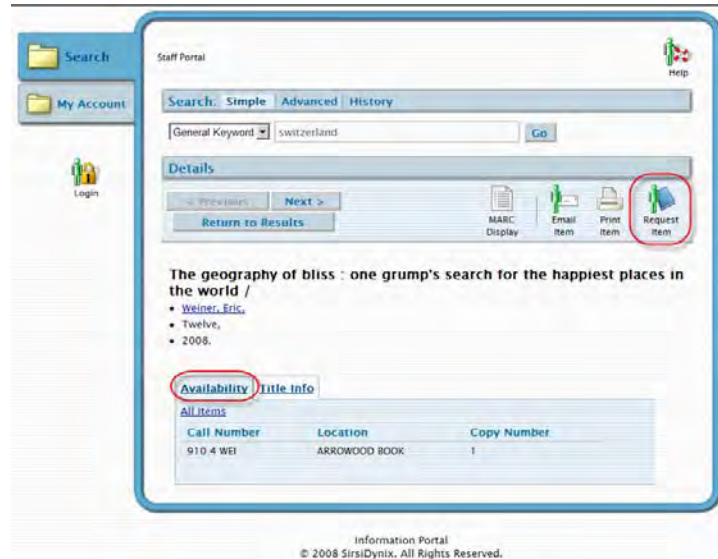 Search
Staff Portal
Help
My Account
Search: Simple Advanced History
General Keyword switzerland Go
Login
Details
< Previous Next >
Return to Results
MARC Display
Email Item
Print Item
Request Item
The geography of bliss : one grump's search for the happiest places in
the world /
• Weiner, Eric,
• Twelve,
• 2008.
Availability Title Info
All Items
Call Number Location Copy Number
910.4 WEI ARROWOOD BOOK 1
Information Portal
© 2008 SirsiDynix. All Rights Reserved.